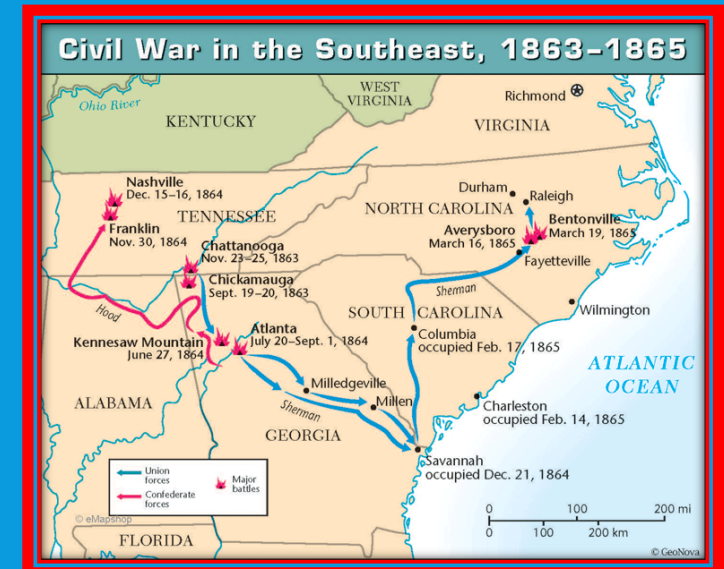 Civil War in the Southeast, 1863–1865
Ohio River
WEST
VIRGINIA
Richmond
KENTUCKY
VIRGINIA
Nashville
Dec. 15–16, 1864
Durham
Raleigh
TENNESSEE
NORTH CAROLINA
Franklin
Nov. 30, 1864
Bentonville
March 19, 1865
Averysboro
March 16, 1865
Chattanooga
Nov. 23–25, 1863
Fayetteville
Chickamauga
Sept. 19–20, 1863
Sherman
Hood
SOUTH CAROLINA
Wilmington
Atlanta
July 20–Sept. 1, 1864
Kennesaw Mountain
June 27, 1864
Columbia
occupied Feb. 17, 1865
ATLANTIC
OCEAN
Milledgeville
ALABAMA
Sherman
Millen
Charleston
occupied Feb. 14, 1865
GEORGIA
Savannah
occupied Dec. 21, 1864
Union
forces
Confederate
forces
Major
battles
© eMapshop
0 100 200 mi
0 100 200 km
FLORIDA
© GeoNova